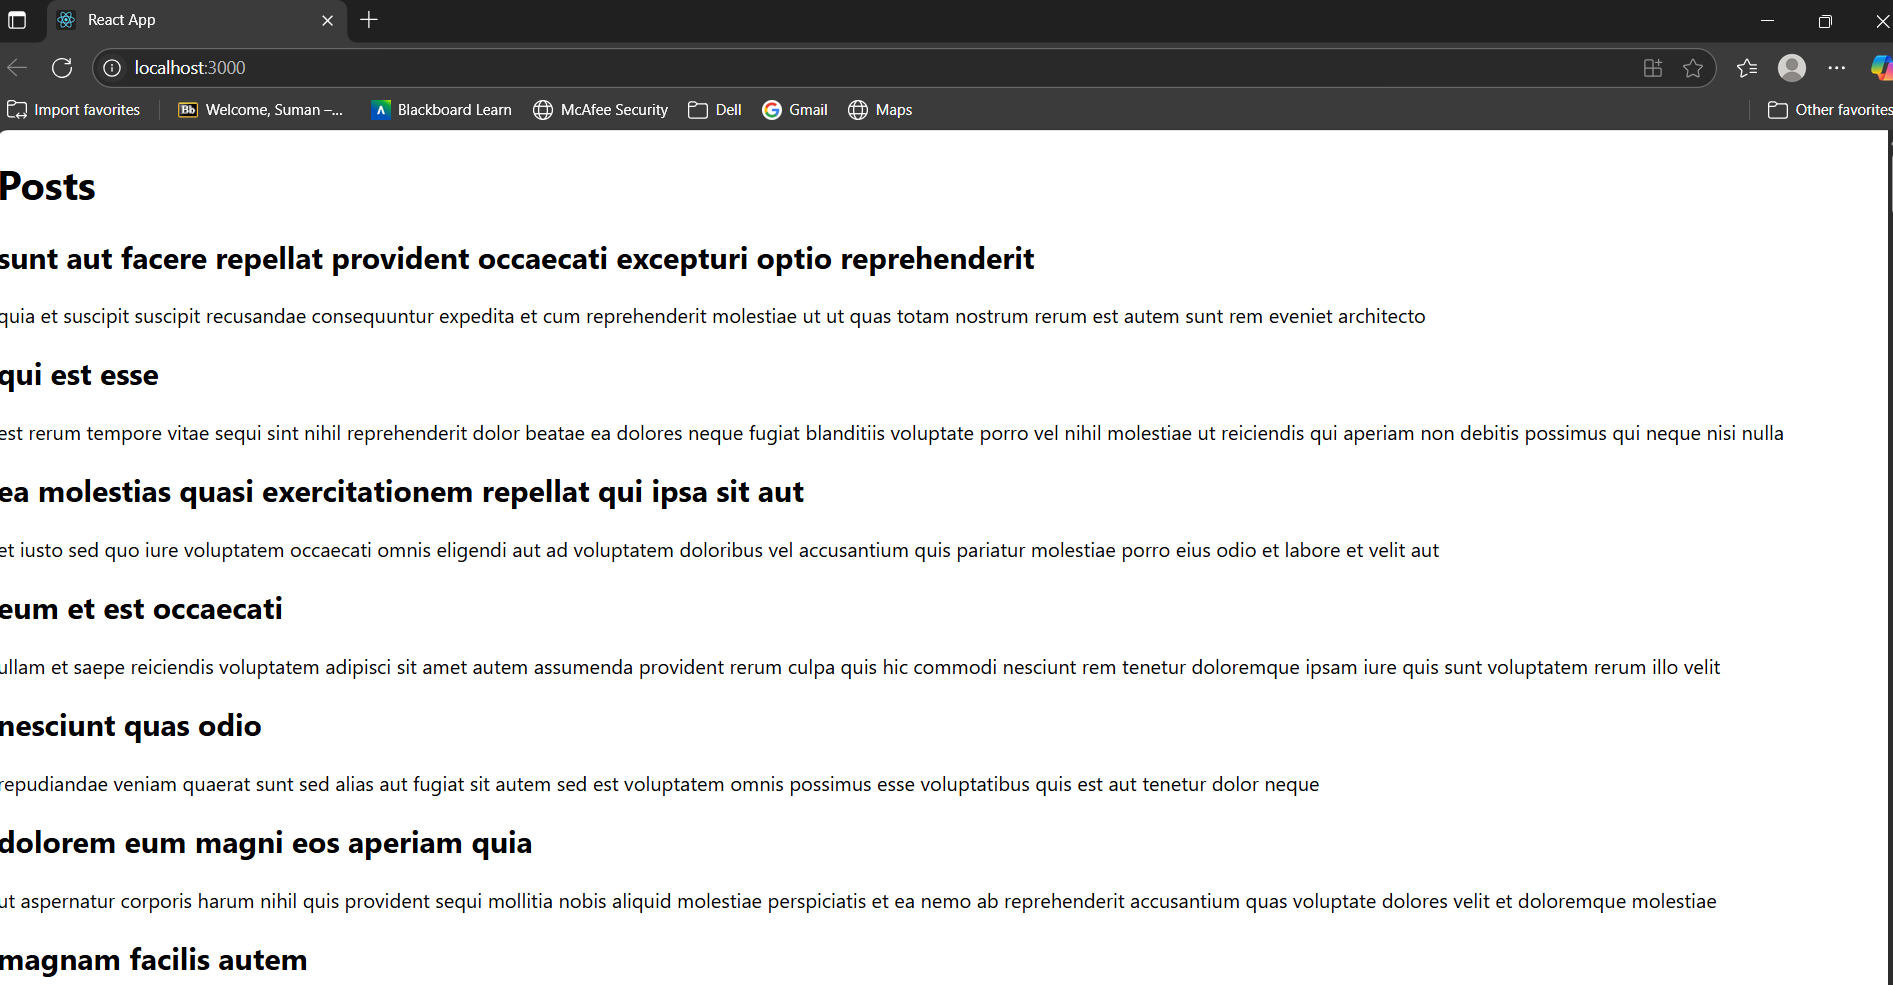 React App
localhost:3000
Import favorites
Bb Welcome, Suman –...
Blackboard Learn
McAfee Security
Dell
Gmail
Maps
Other favorites
Posts
sunt aut facere repellat provident occaecati excepturi optio reprehenderit
quia et suscipit suscipit recusandae consequuntur expedita et cum reprehenderit molestiae ut ut quas totam nostrum rerum est autem sunt rem eveniet architecto
qui est esse
est rerum tempore vitae sequi sint nihil reprehenderit dolor beatae ea dolores neque fugiat blanditiis voluptate porro vel nihil molestiae ut reiciendis qui aperiam non debitis possimus qui neque nisi nulla
ea molestias quasi exercitationem repellat qui ipsa sit aut
et iusto sed quo iure voluptatem occaecati omnis eligendi aut ad voluptatem doloribus vel accusantium quis pariatur molestiae porro eius odio et labore et velit aut
eum et est occaecati
ullam et saepe reiciendis voluptatem adipisci sit amet autem assumenda provident rerum culpa quis hic commodi nesciunt rem tenetur doloremque ipsam iure quis sunt voluptatem rerum illo velit
nesciunt quas odio
repudiandae veniam quaerat sunt sed alias aut fugiat sit autem sed est voluptatem omnis possimus esse voluptatibus quis est aut tenetur dolor neque
dolorem eum magni eos aperiam quia
ut aspernatur corporis harum nihil quis provident sequi mollitia nobis aliquid molestiae perspiciatis et ea nemo ab reprehenderit accusantium quas voluptate dolores velit et doloremque molestiae
magnam facilis autem